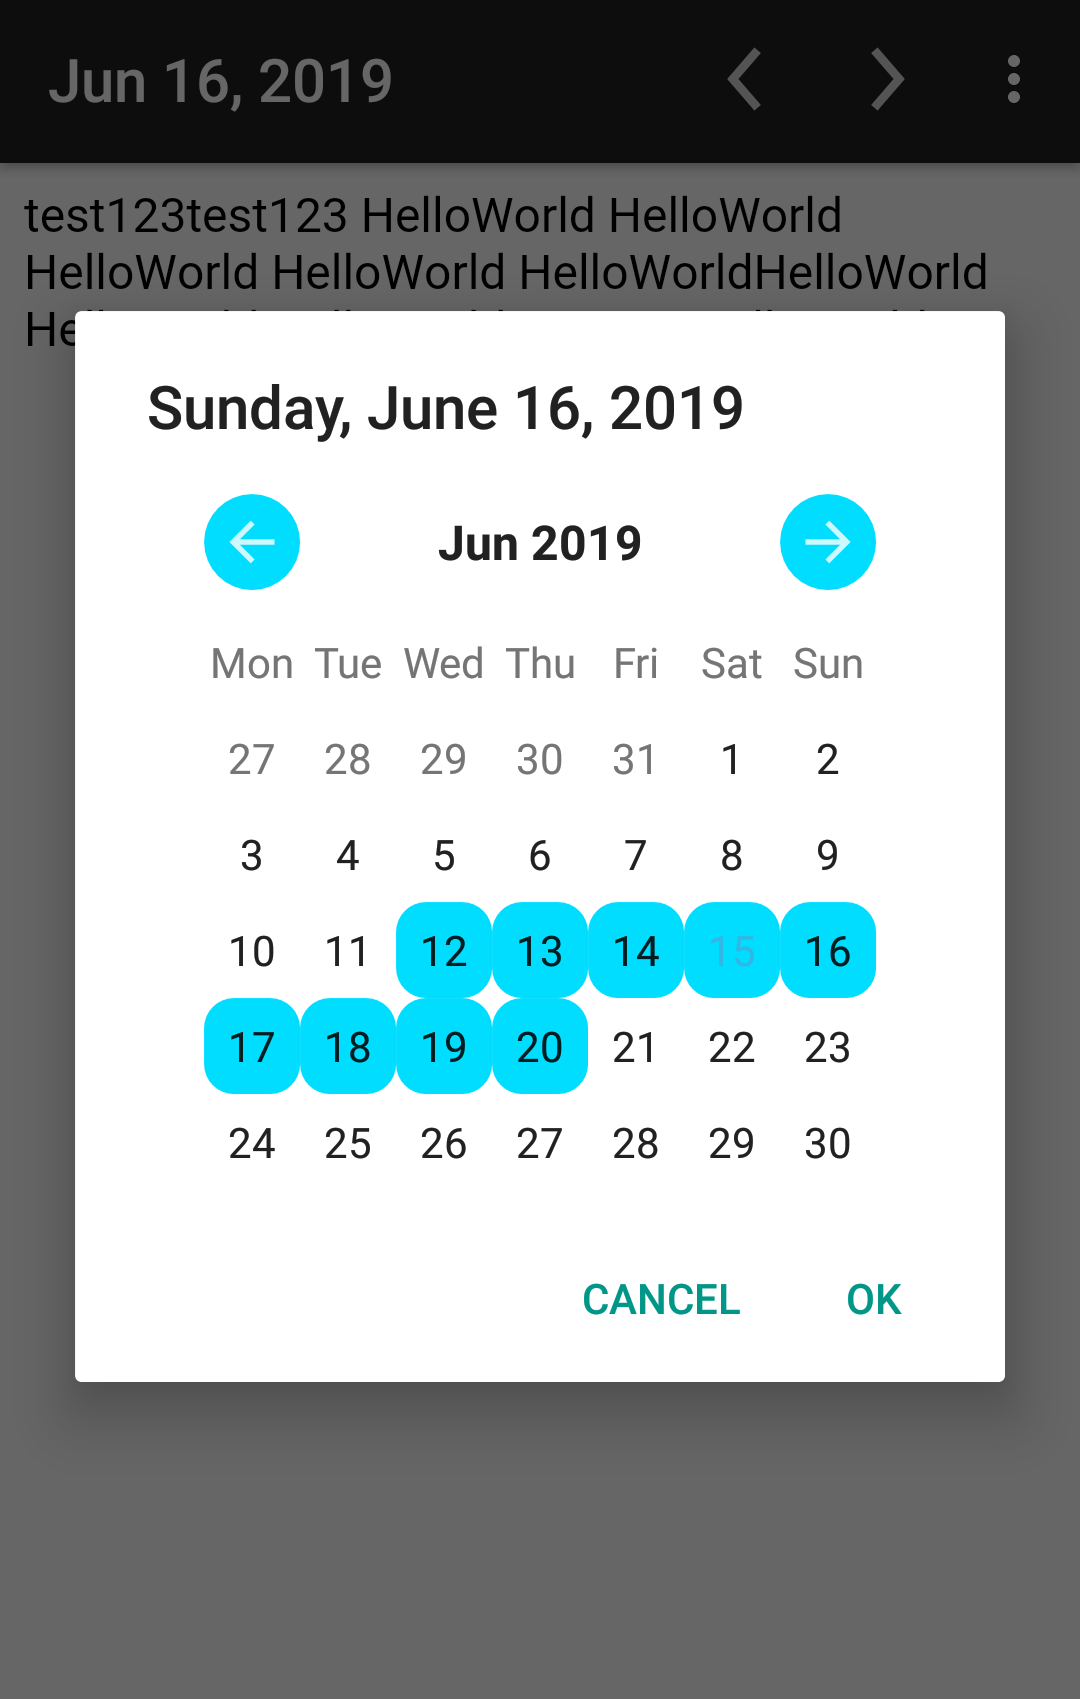 Jun 16, 2019
test123test123 HelloWorld HelloWorld
HelloWorld HelloWorld HelloWorldHelloWorld
Sunday, June 16, 2019
Jun 2019
Mon Tue Wed Thu Fri Sat Sun
27 28 29 30 31 1 2
3 4 5 6 7 8 9
10 11 12 13 14 15 16
17 18 19 20 21 22 23
24 25 26 27 28 29 30
CANCEL OK